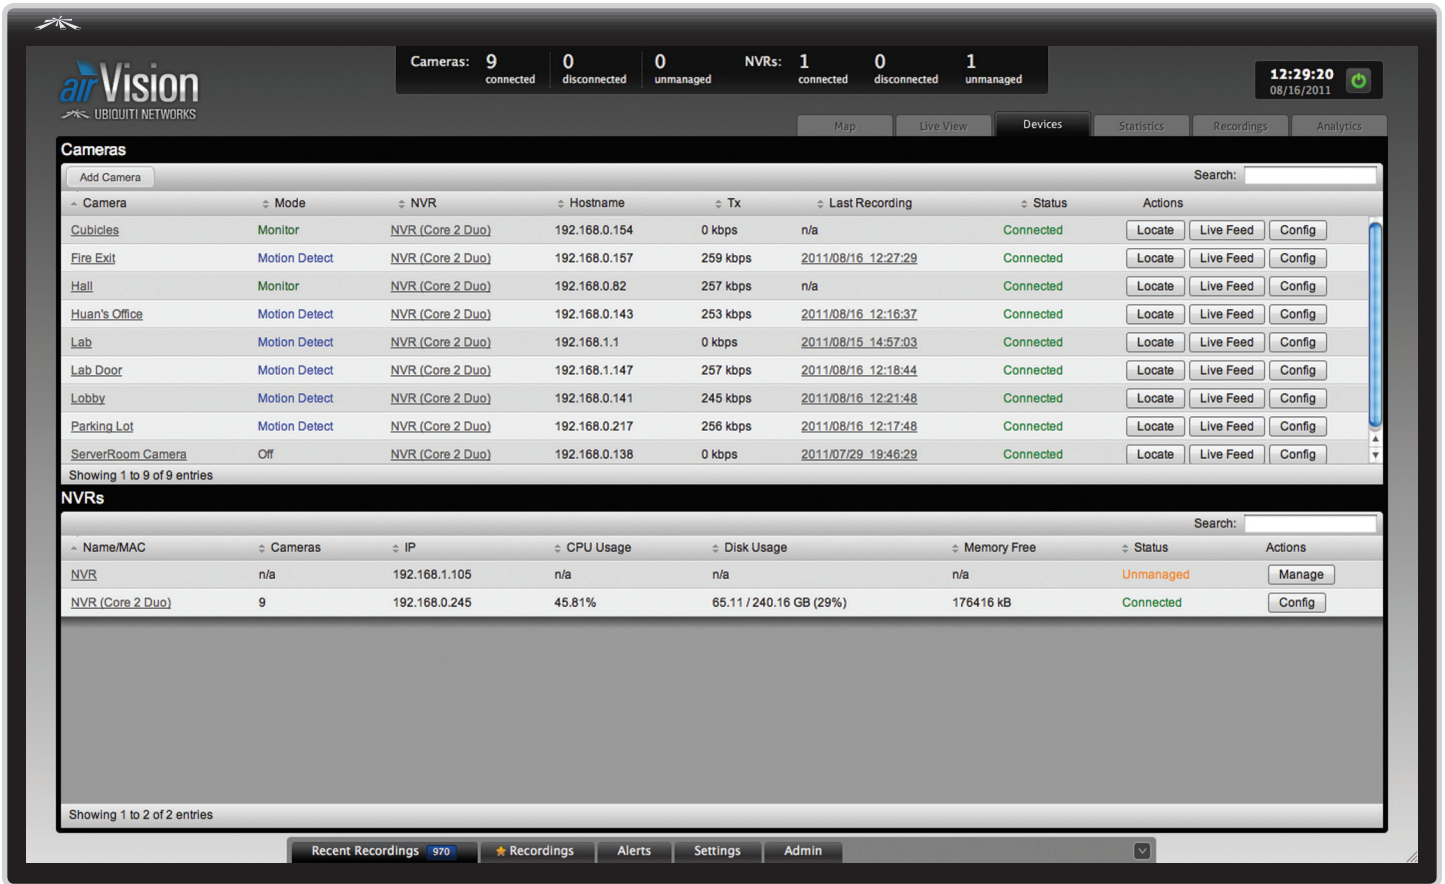 Cameras: 9 connected 0 disconnected 0 unmanaged NVRs: 1 connected 0 disconnected 1 unmanaged
airVision
UBIQUITI NETWORKS
12:29:20
08/16/2011
Map Live View Devices Statistics Recordings Analytics
Cameras
Add Camera Search:
Camera Mode NVR Hostname Tx Last Recording Status Actions
Cubicles Monitor NVR (Core 2 Duo) 192.168.0.154 0 kbps n/a Connected Locate Live Feed Config
Fire Exit Motion Detect NVR (Core 2 Duo) 192.168.0.157 259 kbps 2011/08/16 12:27:29 Connected Locate Live Feed Config
Hall Monitor NVR (Core 2 Duo) 192.168.0.82 257 kbps n/a Connected Locate Live Feed Config
Huan's Office Motion Detect NVR (Core 2 Duo) 192.168.0.143 253 kbps 2011/08/16 12:16:37 Connected Locate Live Feed Config
Lab Motion Detect NVR (Core 2 Duo) 192.168.1.1 0 kbps 2011/08/15 14:57:03 Connected Locate Live Feed Config
Lab Door Motion Detect NVR (Core 2 Duo) 192.168.1.147 257 kbps 2011/08/16 12:18:44 Connected Locate Live Feed Config
Lobby Motion Detect NVR (Core 2 Duo) 192.168.0.141 245 kbps 2011/08/16 12:21:48 Connected Locate Live Feed Config
Parking Lot Motion Detect NVR (Core 2 Duo) 192.168.0.217 256 kbps 2011/08/16 12:17:48 Connected Locate Live Feed Config
ServerRoom Camera Off NVR (Core 2 Duo) 192.168.0.138 0 kbps 2011/07/29 19:46:29 Connected Locate Live Feed Config
Showing 1 to 9 of 9 entries
NVRs
Search:
Name/MAC Cameras IP CPU Usage Disk Usage Memory Free Status Actions
NVR n/a 192.168.1.105 n/a n/a n/a Unmanaged Manage
NVR (Core 2 Duo) 9 192.168.0.245 45.81% 65.11 / 240.16 GB (29%) 176416 kB Connected Config
Showing 1 to 2 of 2 entries
Recent Recordings 970 Recordings Alerts Settings Admin